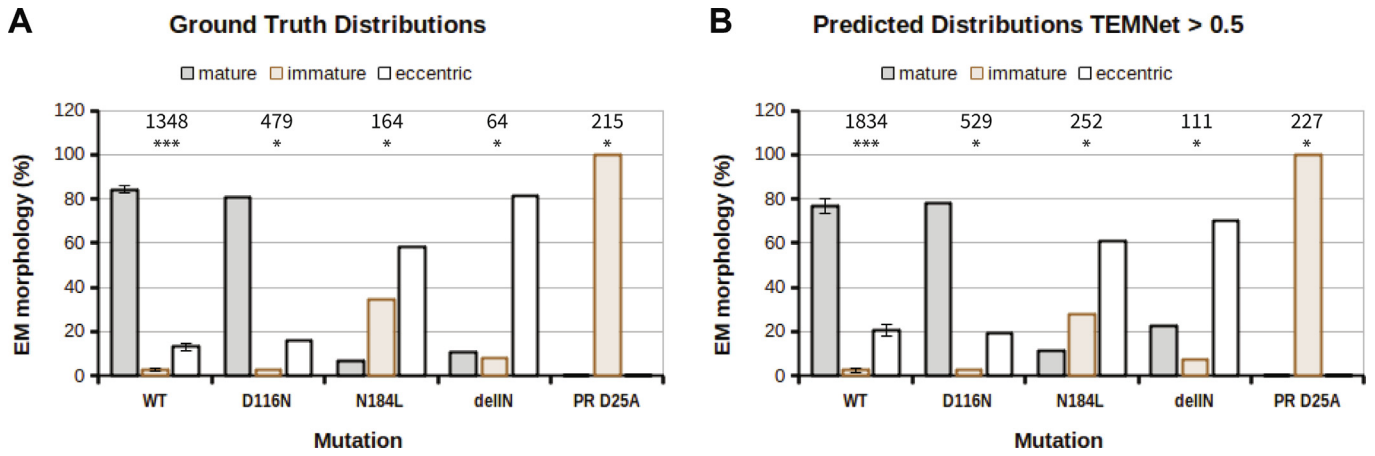 A
Ground Truth Distributions
mature immature eccentric
120
100
80
60
40
20
0
EM morphology (%)
1348 479 164 64 215
*** * * * *
WT D116N N184L delIN PR D25A
Mutation
B
Predicted Distributions TEMNet > 0.5
mature immature eccentric
120
100
80
60
40
20
0
EM morphology (%)
1834 529 252 111 227
*** * * * *
WT D116N N184L delIN PR D25A
Mutation